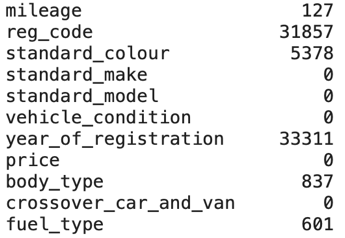 mileage 127
reg_code 31857
standard_colour 5378
standard_make 0
standard_model 0
vehicle_condition 0
year_of_registration 33311
price 0
body_type 837
crossover_car_and_van 0
fuel_type 601